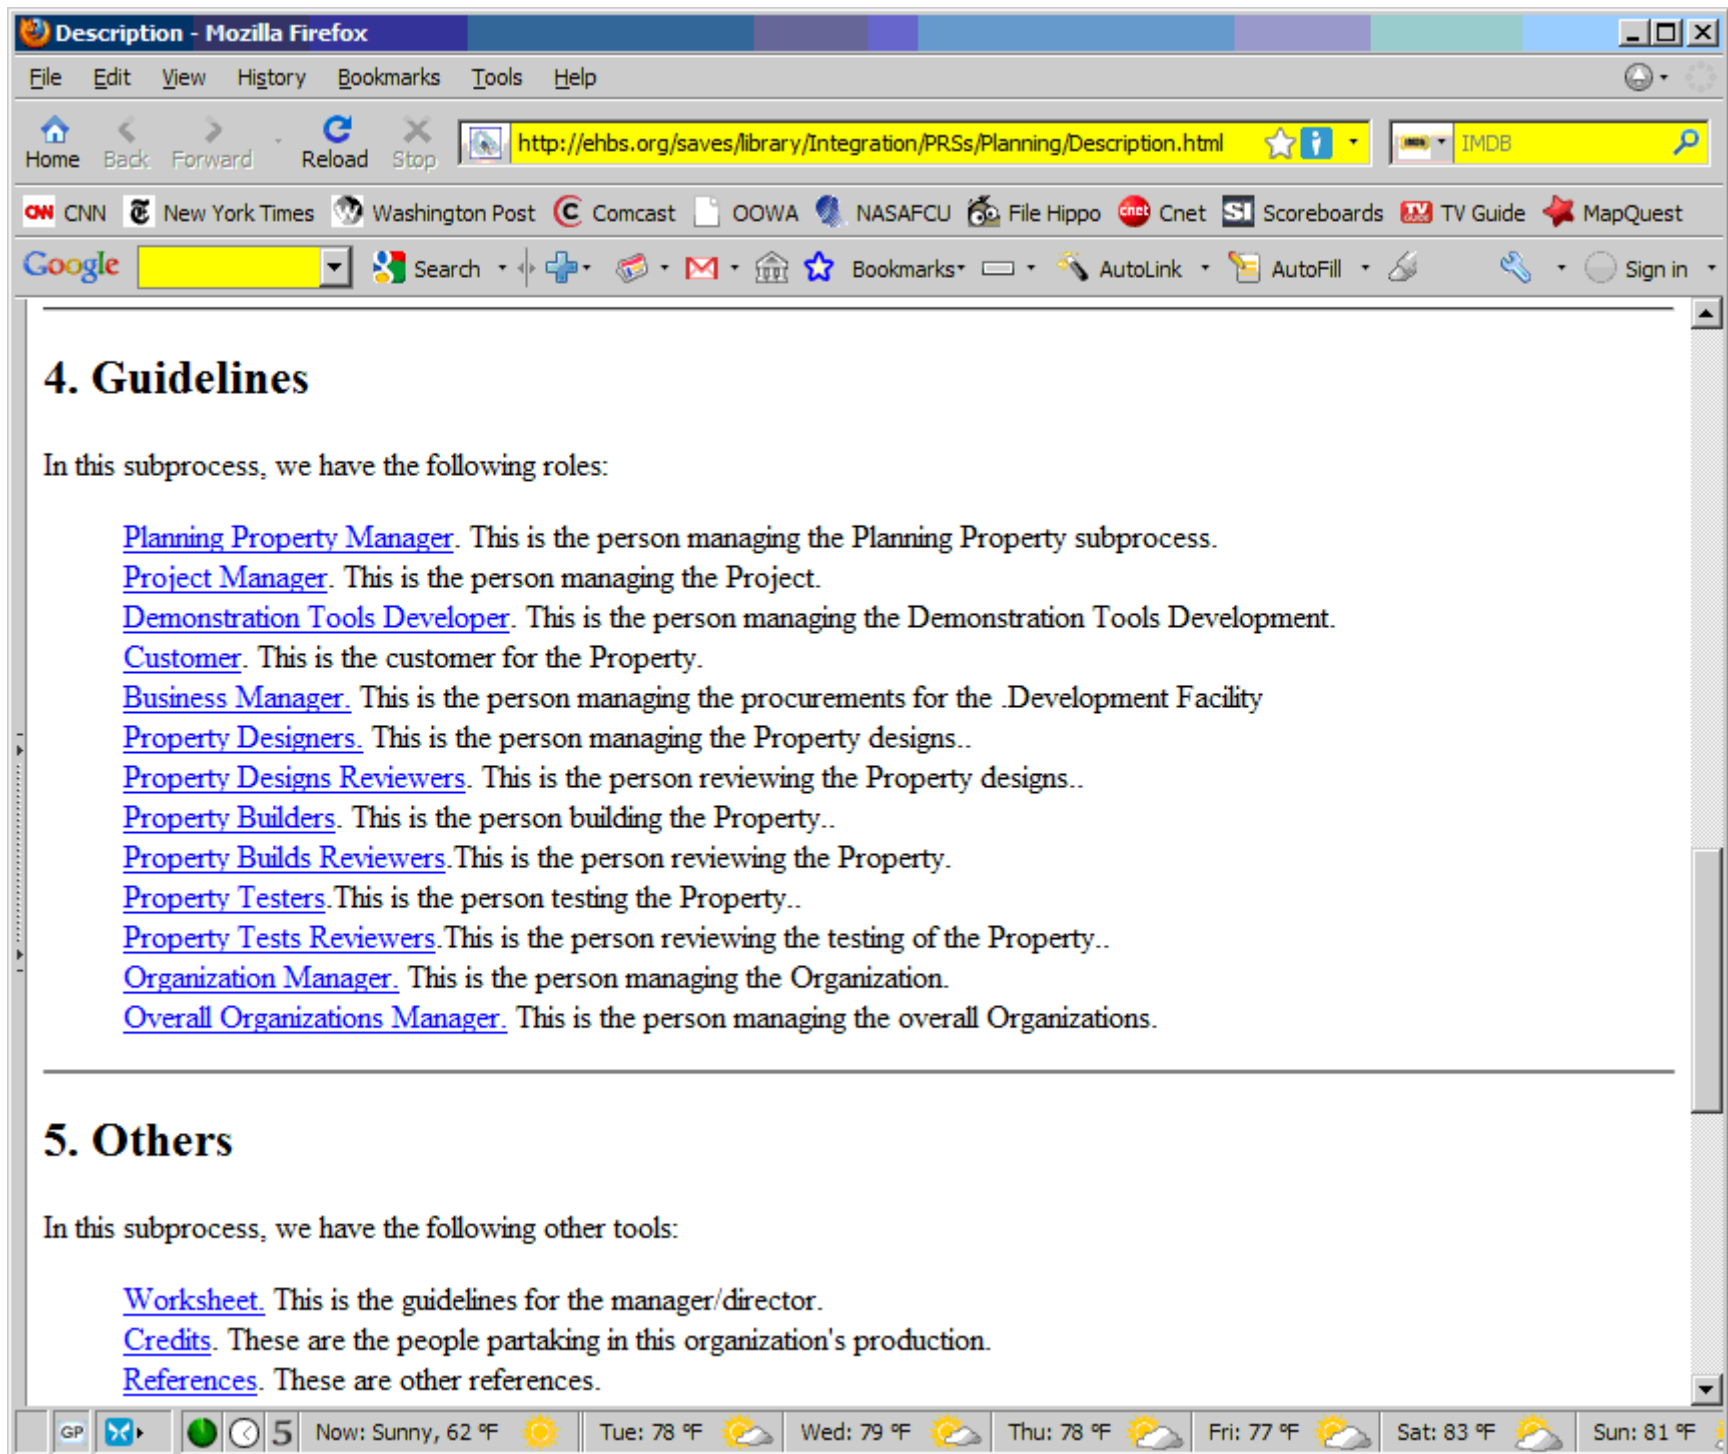 Description - Mozilla Firefox
File Edit View History Bookmarks Tools Help
Home Back Forward Reload Stop http://ehbs.org/saves/library/Integration/PRSs/Planning/Description.html IMDB
CNN CNN New York Times Washington Post Comcast OOWA NASAFCU File Hippo cnet Cnet SI Scoreboards TV GUIDE TV Guide MapQuest
Google Search Bookmarks AutoLink AutoFill Sign in
4. Guidelines
In this subprocess, we have the following roles:
Planning Property Manager. This is the person managing the Planning Property subprocess.
Project Manager. This is the person managing the Project.
Demonstration Tools Developer. This is the person managing the Demonstration Tools Development.
Customer. This is the customer for the Property.
Business Manager. This is the person managing the procurements for the .Development Facility
Property Designers. This is the person managing the Property designs..
Property Designs Reviewers. This is the person reviewing the Property designs..
Property Builders. This is the person building the Property..
Property Builds Reviewers.This is the person reviewing the Property.
Property Testers.This is the person testing the Property..
Property Tests Reviewers.This is the person reviewing the testing of the Property..
Organization Manager. This is the person managing the Organization.
Overall Organizations Manager. This is the person managing the overall Organizations.
5. Others
In this subprocess, we have the following other tools:
Worksheet. This is the guidelines for the manager/director.
Credits. These are the people partaking in this organization's production.
References. These are other references.
GP 5 Now: Sunny, 62 °F Tue: 78 °F Wed: 79 °F Thu: 78 °F Fri: 77 °F Sat: 83 °F Sun: 81 °F